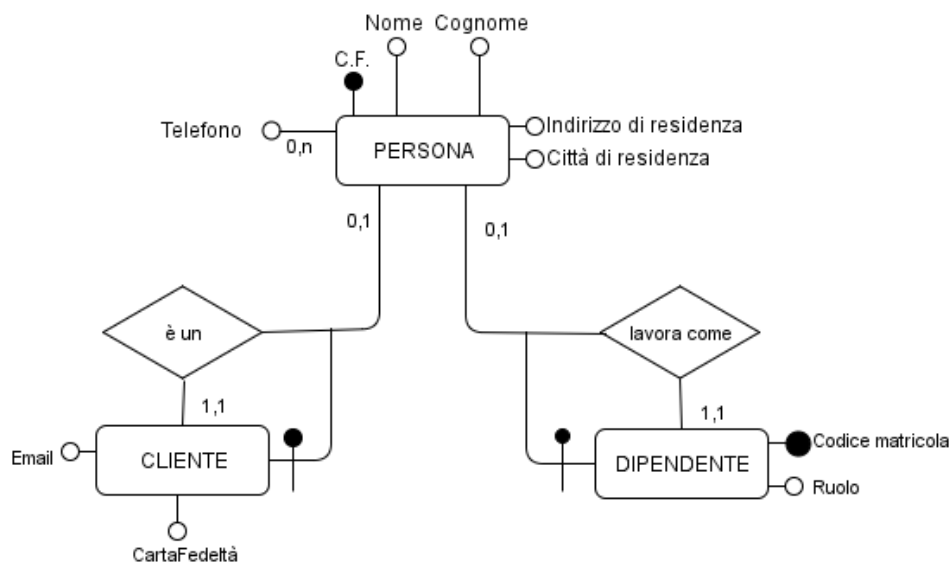 Nome Cognome
C.F.
Telefono
0,n
PERSONA
Indirizzo di residenza
Città di residenza
0,1
0,1
è un
lavora come
1,1
1,1
Email
CLIENTE
DIPENDENTE
Codice matricola
Ruolo
CartaFedeltà